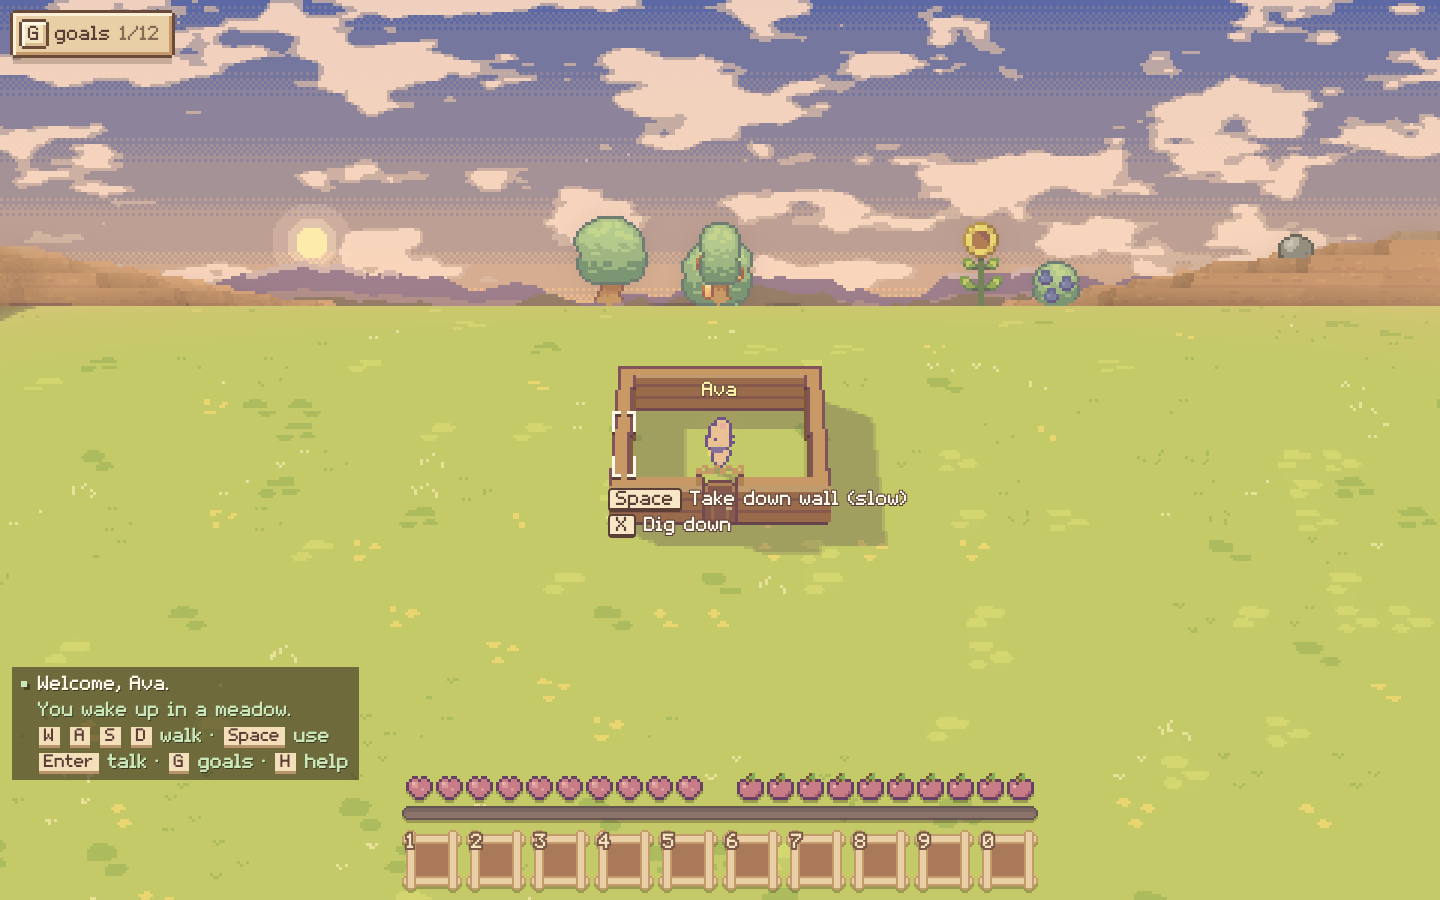 G goals 1/12
Ava
Space Take down wall (slow)
X Dig down
Welcome, Ava.
You wake up in a meadow.
W A S D walk · Space use
Enter talk · G goals · H help
1 2 3 4 5 6 7 8 9 0